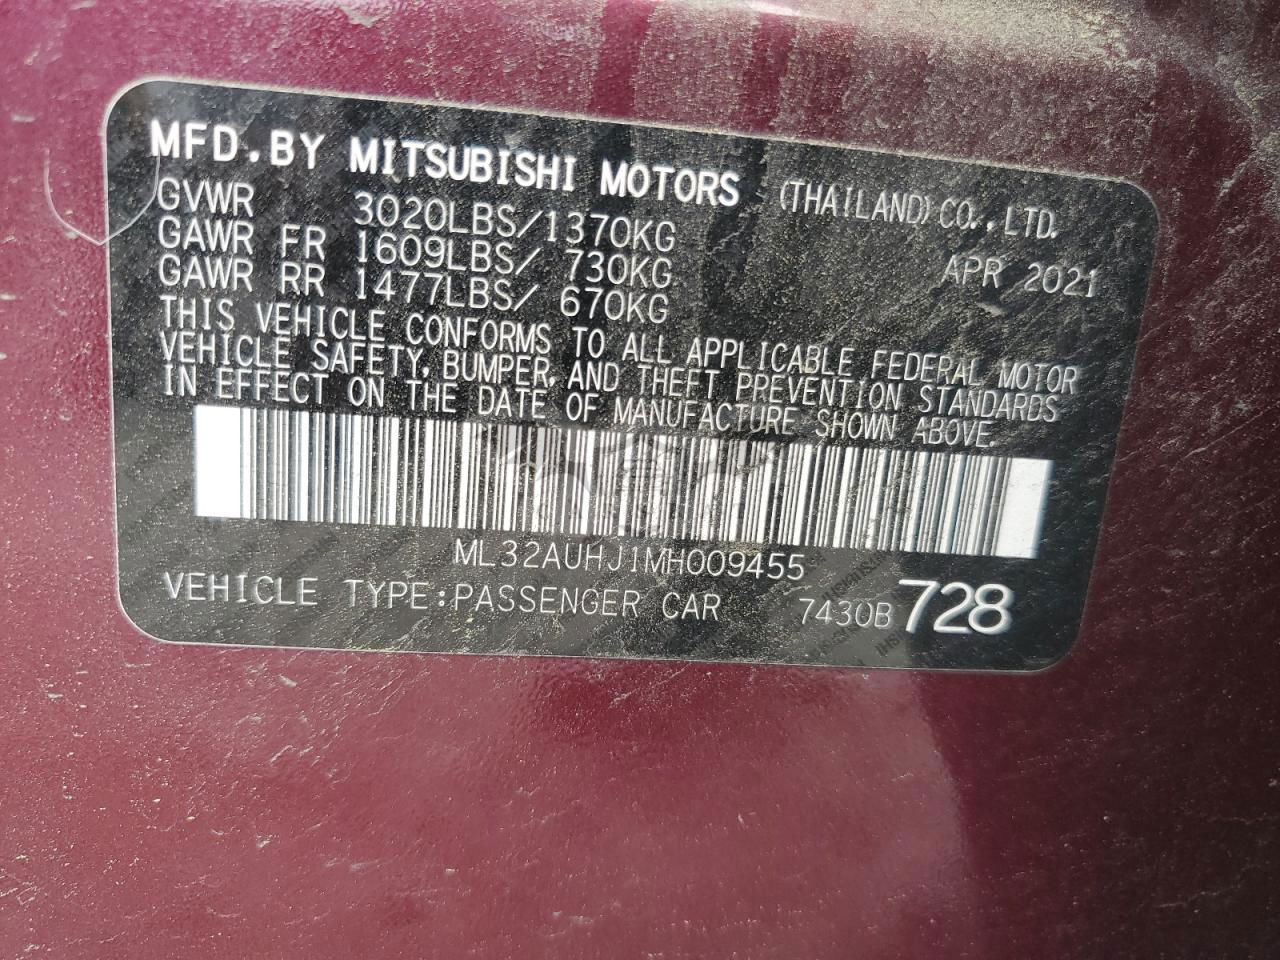 MFD.BY MITSUBISHI MOTORS (THAILAND) CO.,LTD.
GVWR 3020LBS/1370KG
GAWR FR 1609LBS/ 730KG APR 2021
GAWR RR 1477LBS/ 670KG
THIS VEHICLE CONFORMS TO ALL APPLICABLE FEDERAL MOTOR
VEHICLE SAFETY, BUMPER, AND THEFT PREVENTION STANDARDS
IN EFFECT ON THE DATE OF MANUFACTURE SHOWN ABOVE.
ML32AUHJ1MH009455
VEHICLE TYPE:PASSENGER CAR 7430B728